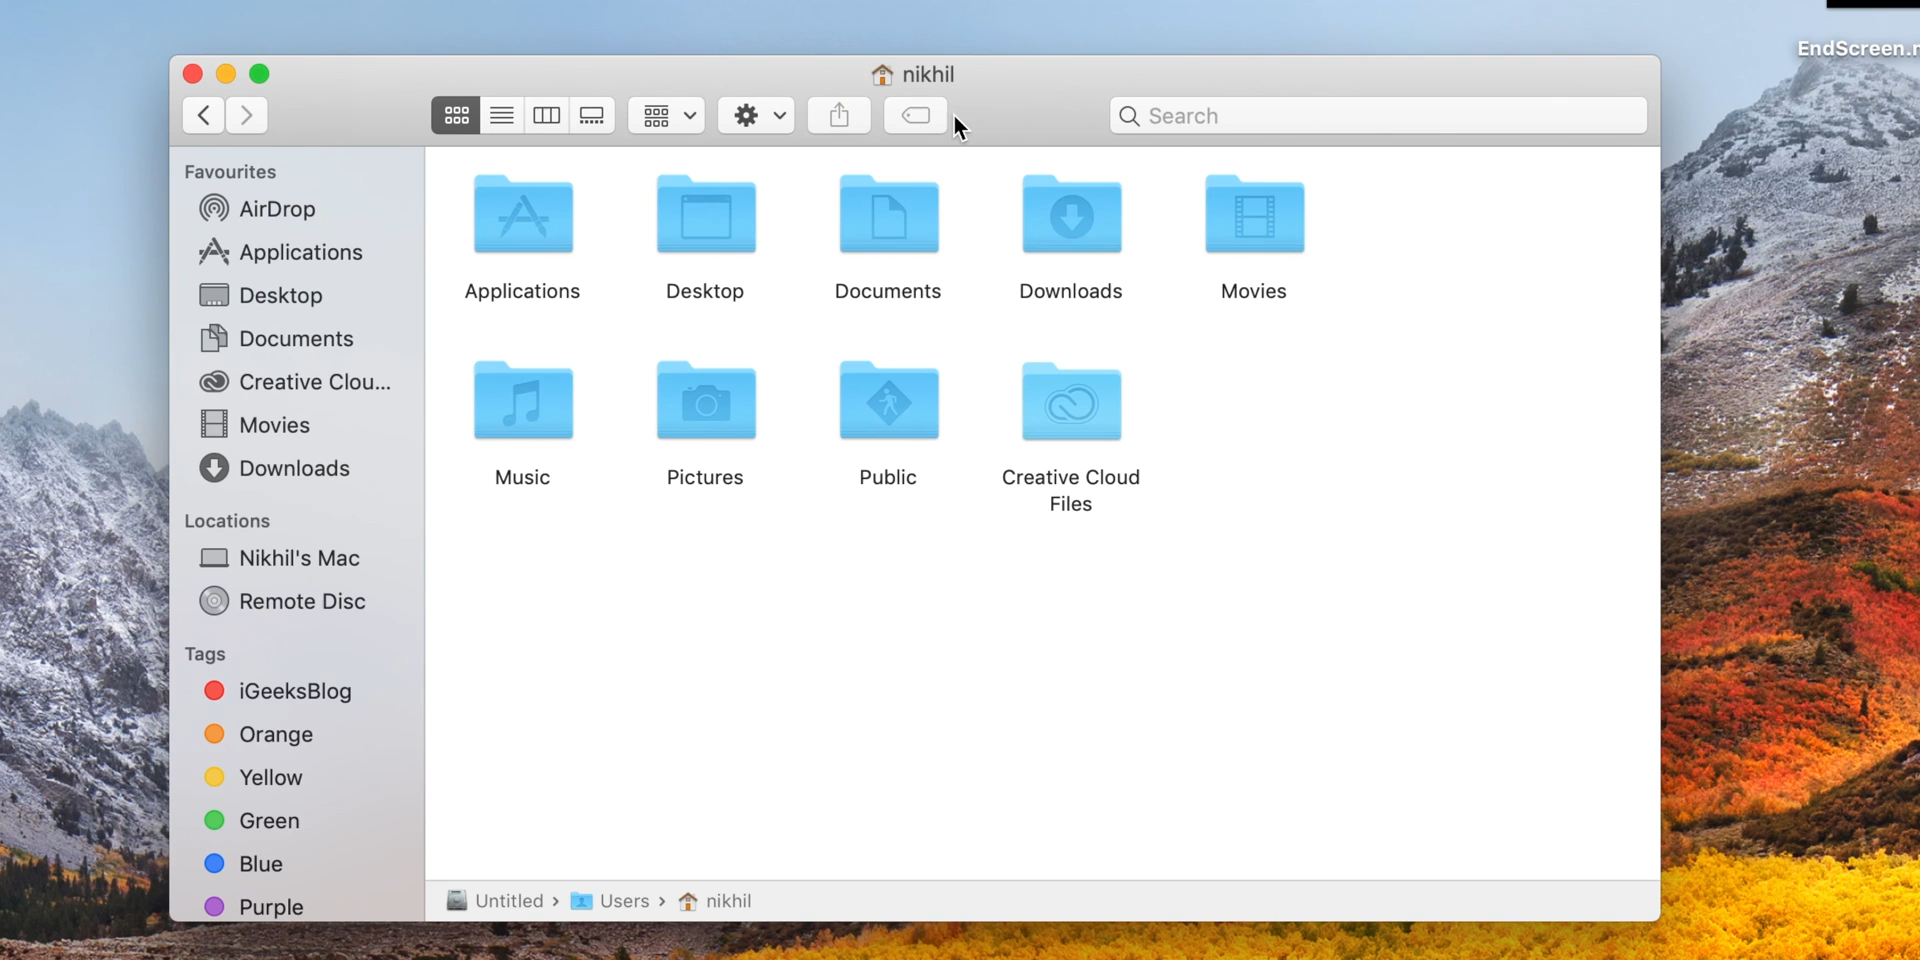 EndScreen.
nikhil
Search
Favourites
AirDrop
Applications
Desktop
Documents
Creative Clou...
Movies
Downloads
Locations
Nikhil's Mac
Remote Disc
Tags
iGeeksBlog
Orange
Yellow
Green
Blue
Purple
Applications
Desktop
Documents
Downloads
Movies
Music
Pictures
Public
Creative Cloud
Files
Untitled › Users › nikhil